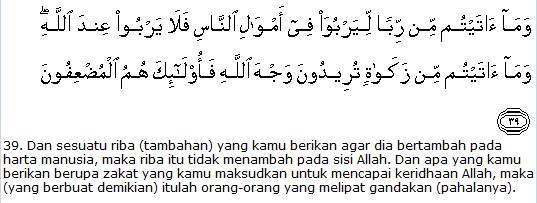 وَمَآ ءَاتَيْتُم مِّن رِّبًا لِّيَرْبُوَا۟ فِىٓ أَمْوَٰلِ ٱلنَّاسِ فَلَا يَرْبُوا۟ عِندَ ٱللَّهِ ۖ
وَمَآ ءَاتَيْتُم مِّن زَكَوٰةٍ تُرِيدُونَ وَجْهَ ٱللَّهِ فَأُو۟لَٰٓئِكَ هُمُ ٱلْمُضْعِفُونَ
٣٩
39. Dan sesuatu riba (tambahan) yang kamu berikan agar dia bertambah pada
harta manusia, maka riba itu tidak menambah pada sisi Allah. Dan apa yang kamu
berikan berupa zakat yang kamu maksudkan untuk mencapai keridhaan Allah, maka
(yang berbuat demikian) itulah orang-orang yang melipat gandakan (pahalanya).